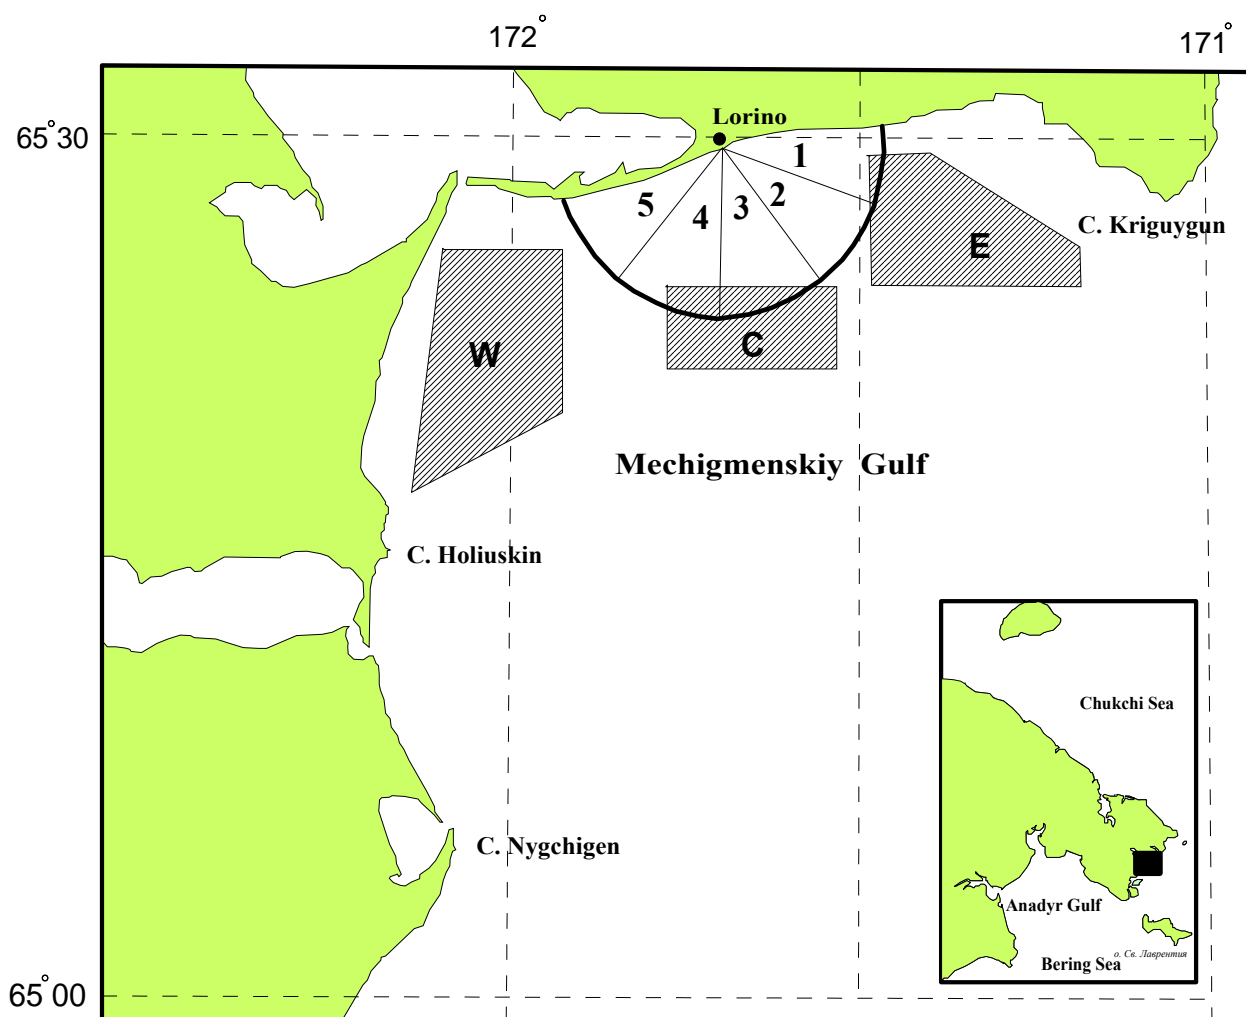 172°
171°
65°30
Lorino
1
2
3
4
5
C. Kriguygun
E
W
C
Mechigmenskiy Gulf
C. Holiuskin
Chukchi Sea
C. Nygchigen
Anadyr Gulf
о. Св. Лаврентия
Bering Sea
65°00